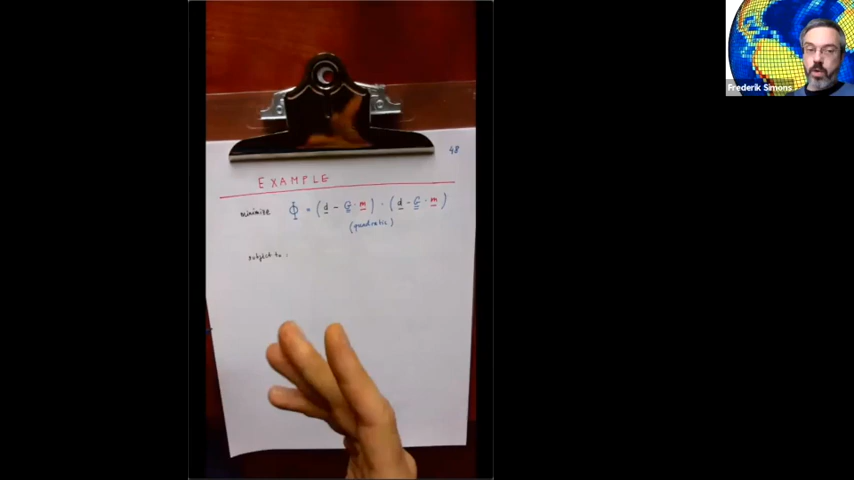 48
EXAMPLE
minimize Φ = (d - G · m) · (d - G · m)
(quadratic)
subject to :
Frederik Simons